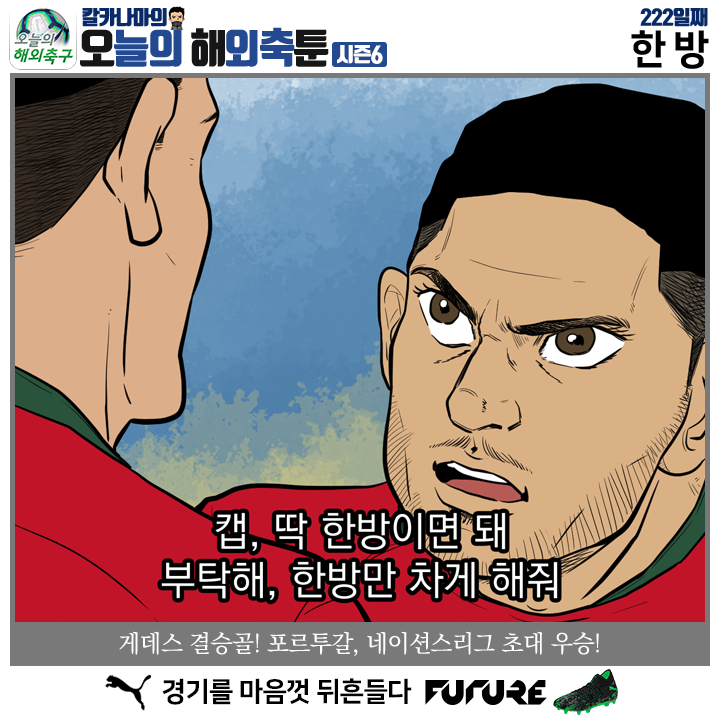 오늘의
해외축구
칼카나마의
오늘의 해외축툰
시즌6
222일째
한 방
캡, 딱 한방이면 돼
부탁해, 한방만 차게 해줘
게데스 결승골! 포르투갈, 네이션스리그 초대 우승!
경기를 마음껏 뒤흔들다 FUTURE